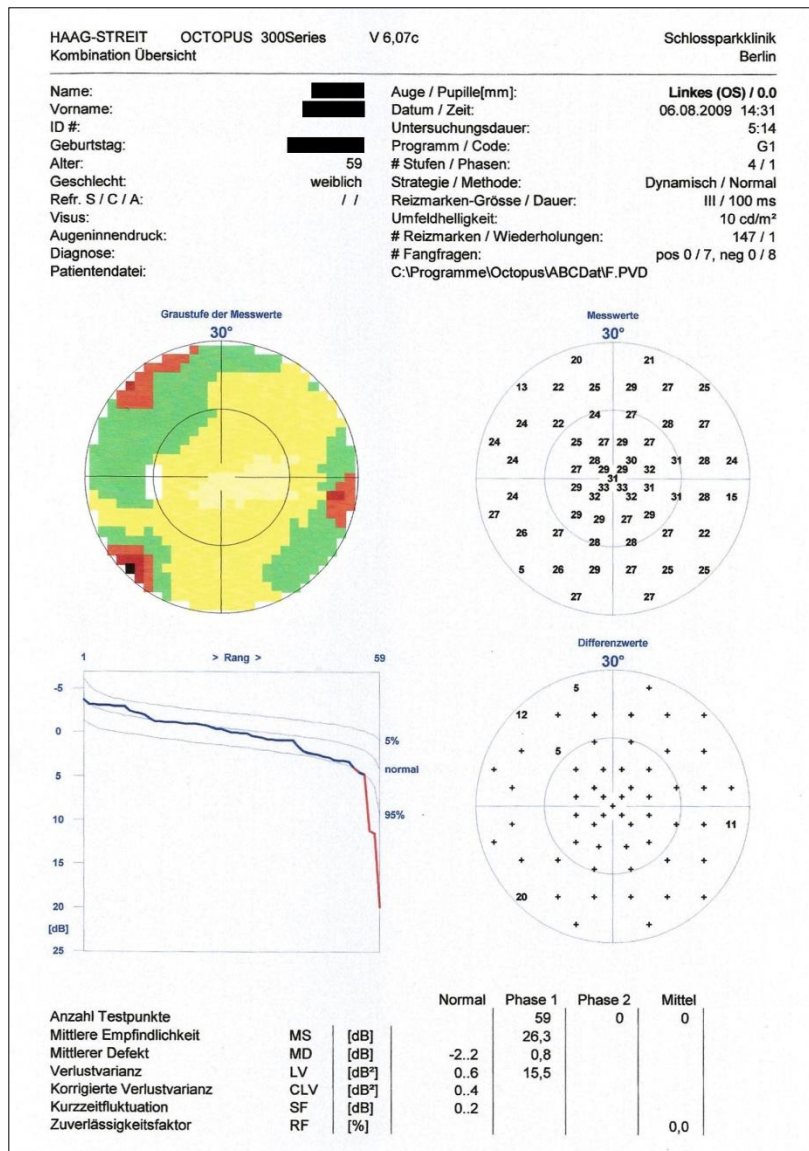 HAAG-STREIT OCTOPUS 300Series V 6,07c Schlossparkklinik
Kombination Übersicht Berlin
Name: Auge / Pupille[mm]: Linkes (OS) / 0.0
Vorname: Datum / Zeit: 06.08.2009 14:31
ID #: Untersuchungsdauer: 5:14
Geburtstag: Programm / Code: G1
Alter: 59 # Stufen / Phasen: 4 / 1
Geschlecht: weiblich Strategie / Methode: Dynamisch / Normal
Refr. S / C / A: / / Reizmarken-Grösse / Dauer: III / 100 ms
Visus: Umfeldhelligkeit: 10 cd/m²
Augeninnendruck: # Reizmarken / Wiederholungen: 147 / 1
Diagnose: # Fangfragen: pos 0 / 7, neg 0 / 8
Patientendatei: C:\Programme\Octopus\ABCDat\F.PVD
Graustufe der Messwerte
30°
Messwerte
30°
20 21
13 22 25 29 27 25
24 27
24 22 28 27
24 25 27 29 27
24 28 30 31 28 24
27 29 29 32
31
29 33 33 31
24 32 32 31 28 15
27 29 29 27 29
26 27 27 22
28 28
5 26 29 27 25 25
27 27
1 > Rang > 59
-5
0
5
10
15
20
[dB]
25
5%
normal
95%
Differenzwerte
30°
5 +
12 + + + + +
+ +
+ 5 + +
+ + + + +
+ + + + + +
+ + + +
+
+ + + +
+ + + + + 11
+ + + + +
+ + + +
+ +
20 + + + + +
+ +
Normal Phase 1 Phase 2 Mittel
Anzahl Testpunkte 59 0 0
Mittlere Empfindlichkeit MS [dB] 26,3
Mittlerer Defekt MD [dB] -2..2 0,8
Verlustvarianz LV [dB²] 0..6 15,5
Korrigierte Verlustvarianz CLV [dB²] 0..4
Kurzzeitfluktuation SF [dB] 0..2
Zuverlässigkeitsfaktor RF [%] 0,0